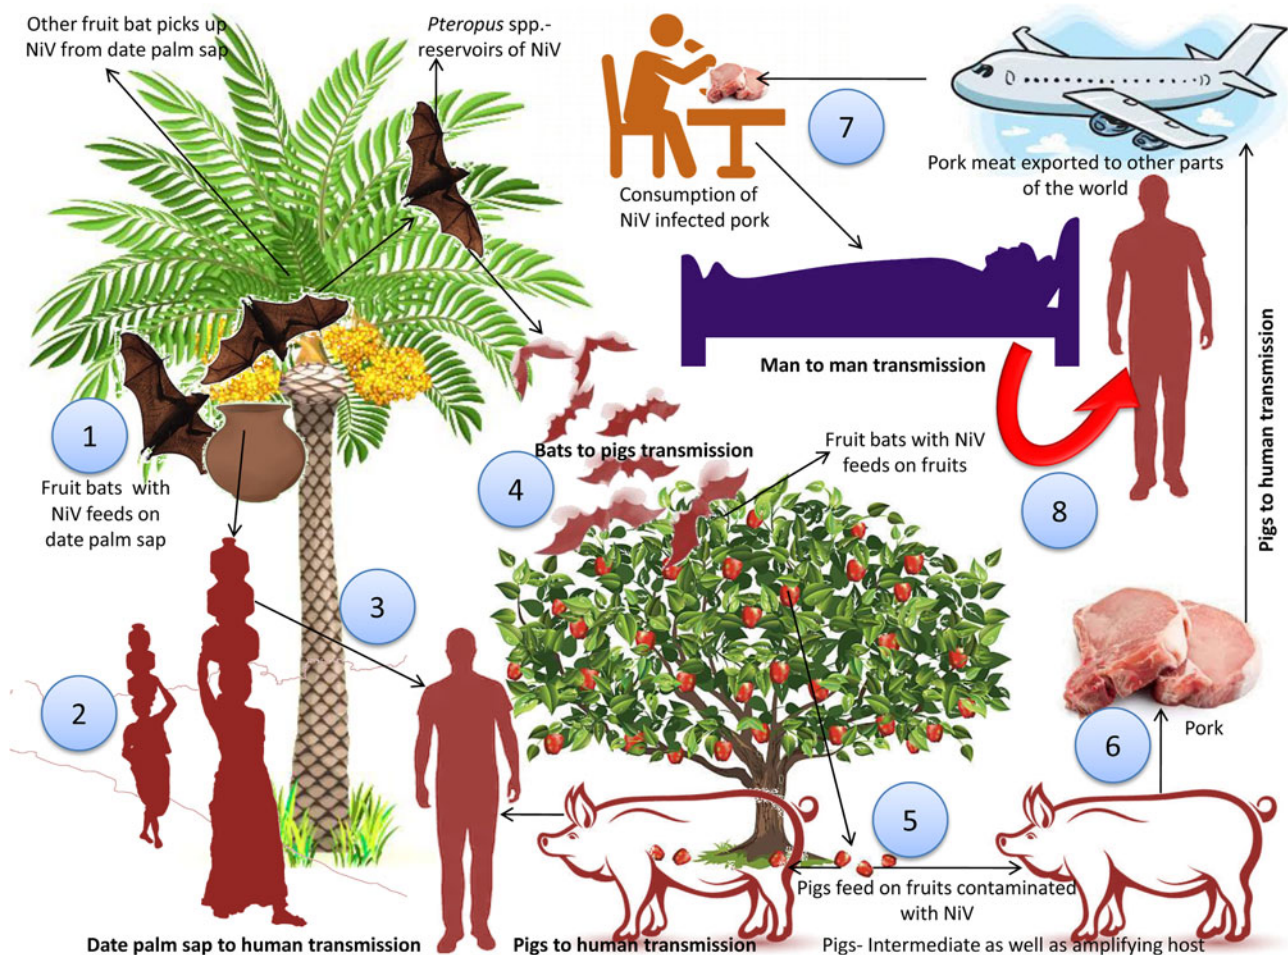 Other fruit bat picks up
NiV from date palm sap
Pteropus spp.-
reservoirs of NiV
7
Pork meat exported to other parts
of the world
Consumption of
NiV infected pork
Man to man transmission
8
Pigs to human transmission
1
Fruit bats with
NiV feeds on
date palm sap
Bats to pigs transmission
4
Fruit bats with NiV
feeds on fruits
3
2
6
Pork
5
Pigs feed on fruits contaminated
with NiV
Date palm sap to human transmission
Pigs to human transmission
Pigs- Intermediate as well as amplifying host